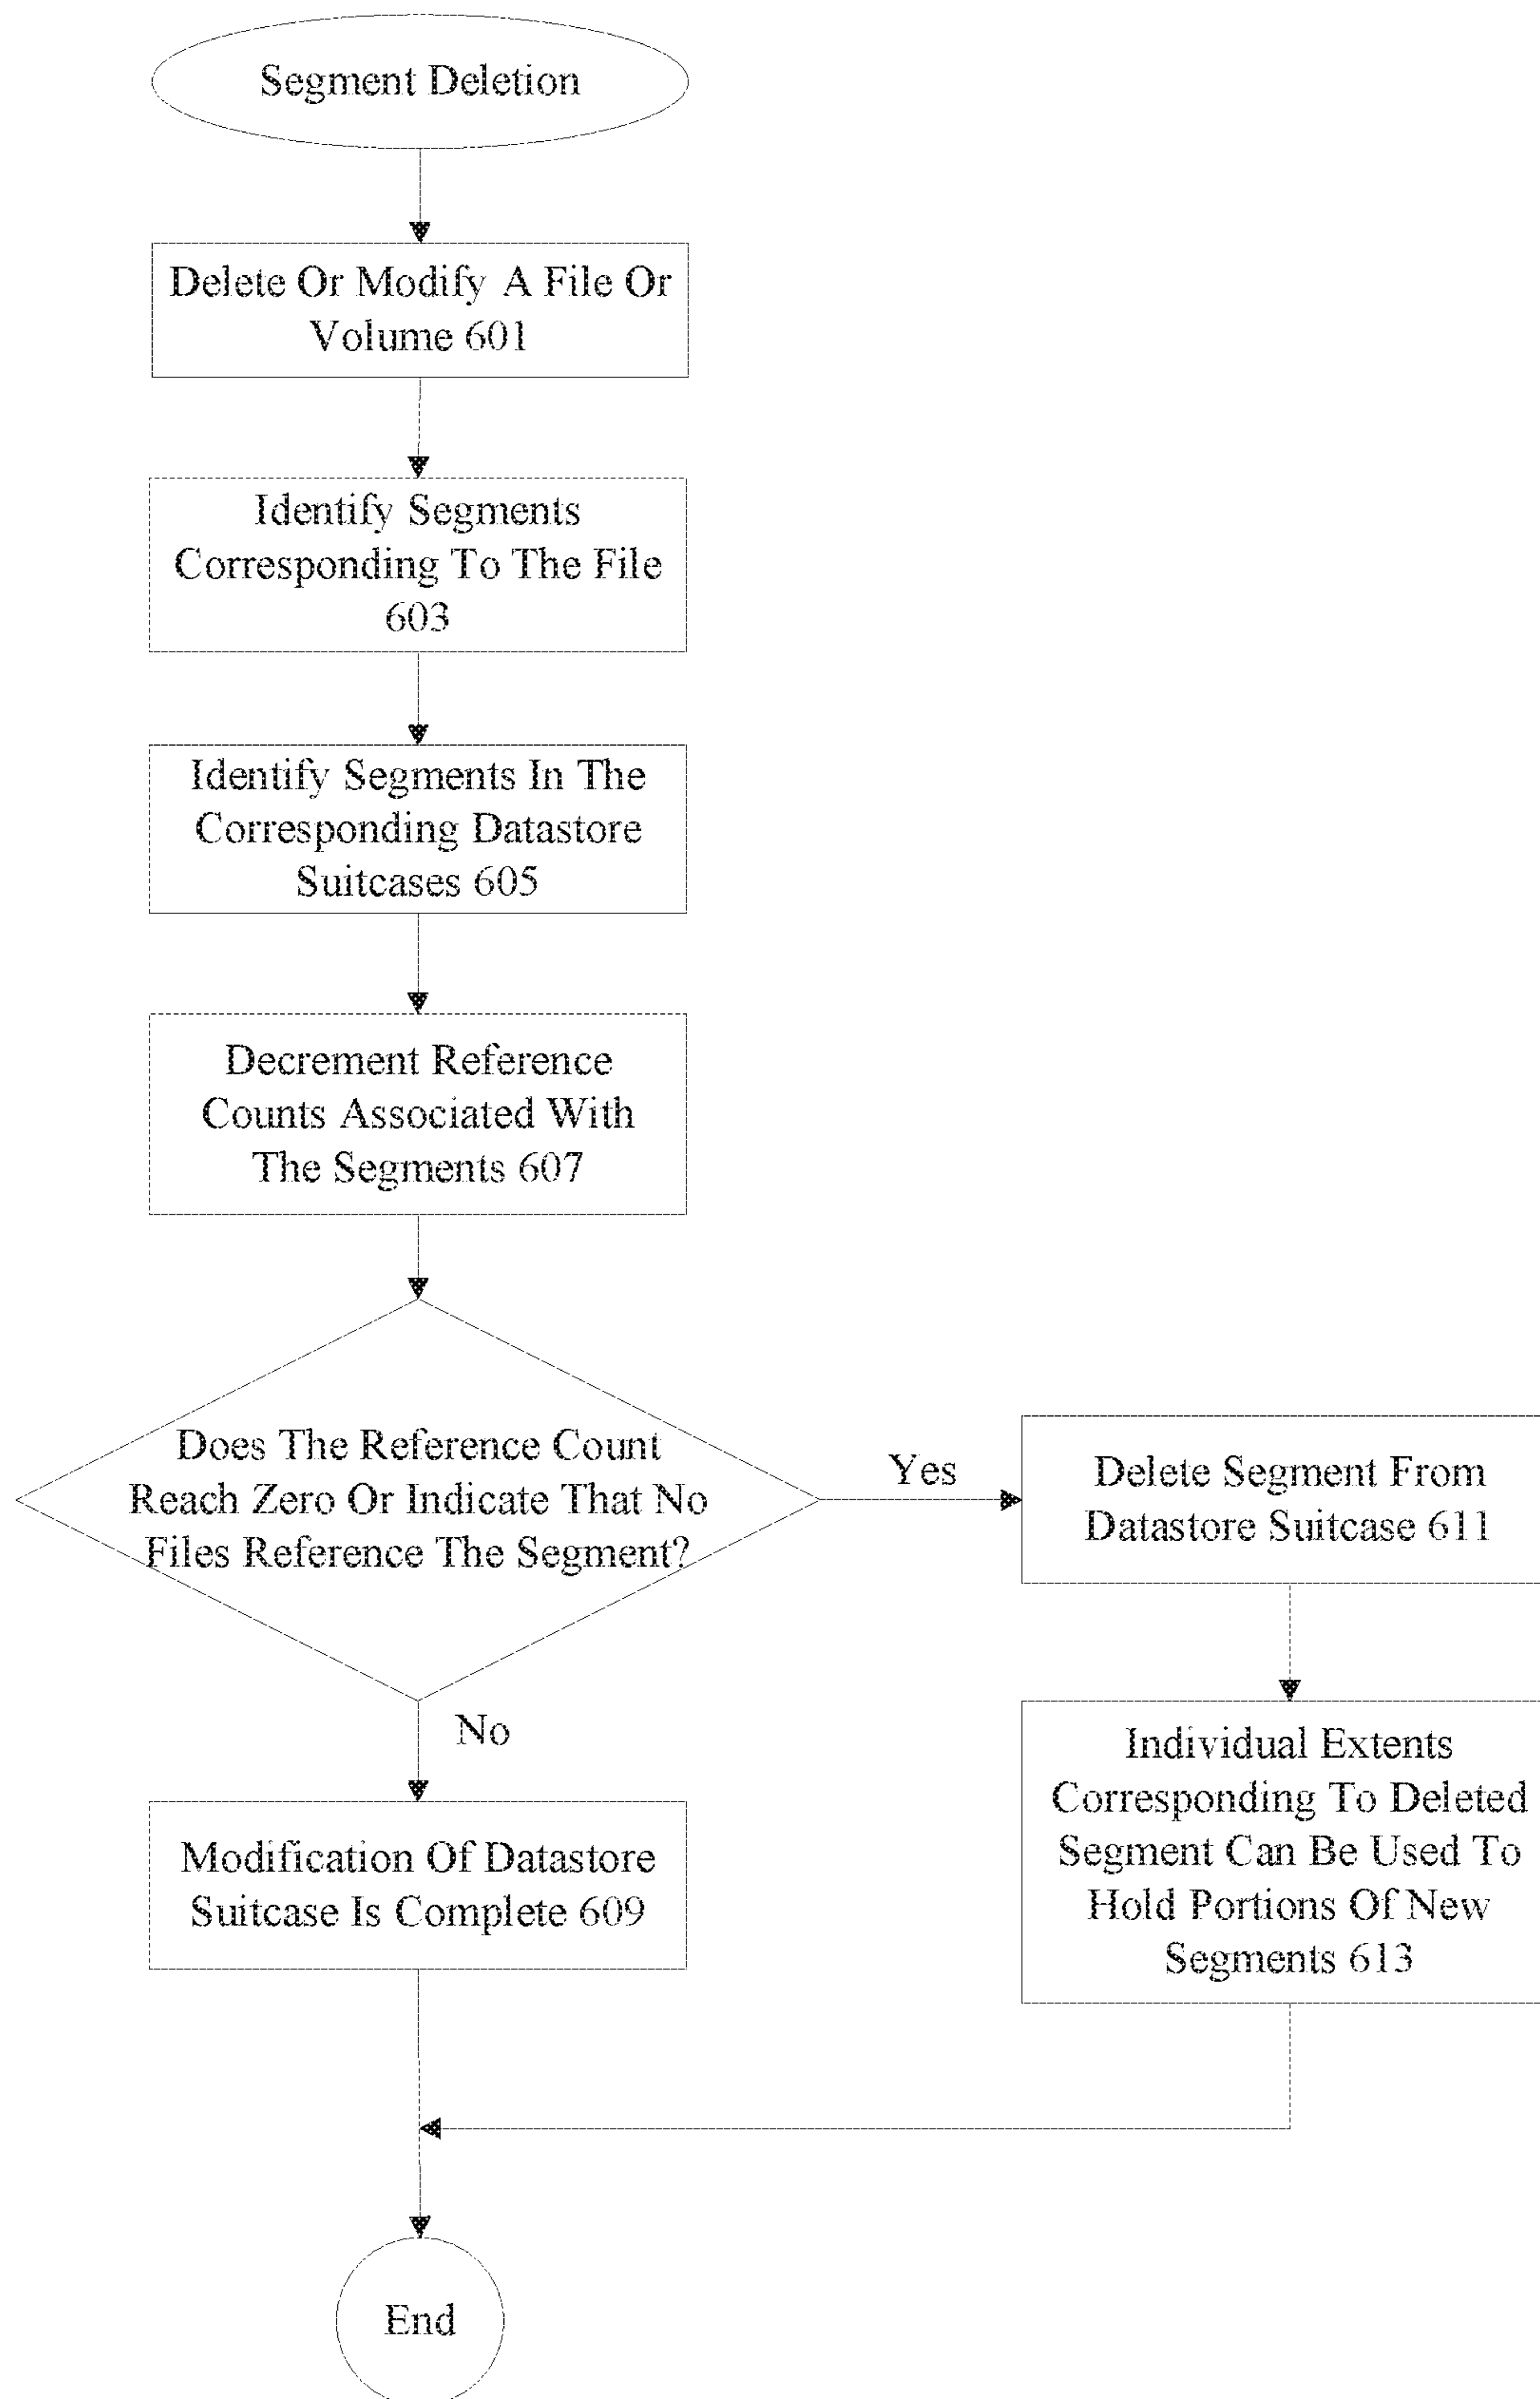 Segment Deletion
Delete Or Modify A File Or
Volume 601
Identify Segments
Corresponding To The File
603
Identify Segments In The
Corresponding Datastore
Suitcases 605
Decrement Reference
Counts Associated With
The Segments 607
Does The Reference Count
Reach Zero Or Indicate That No
Files Reference The Segment?
Yes
Delete Segment From
Datastore Suitcase 611
No
Individual Extents
Corresponding To Deleted
Segment Can Be Used To
Hold Portions Of New
Segments 613
Modification Of Datastore
Suitcase Is Complete 609
End